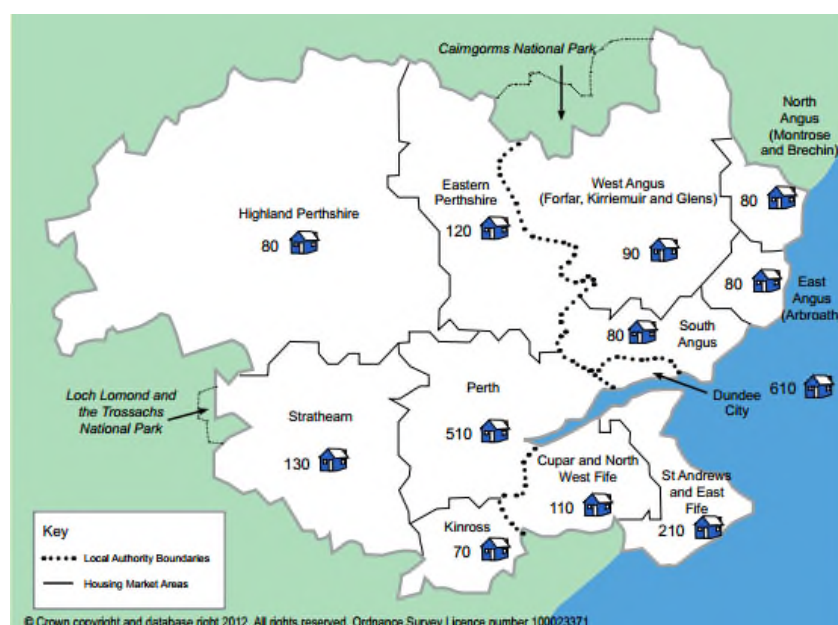 Cairngorms National Park
North
Angus
(Montrose
and Brechin)
80
Highland Perthshire
80
Eastern
Perthshire
120
West Angus
(Forfar, Kirriemuir and Glens)
90
80
East
Angus
(Arbroath)
80
South
Angus
Dundee
City
610
Loch Lomond and
the Trossachs
National Park
Strathearn
130
Perth
510
Cupar and North
West Fife
110
St Andrews
and East
Fife
210
Kinross
70
Key
Local Authority Boundaries
Housing Market Areas
© Crown copyright and database right 2012. All rights reserved. Ordnance Survey Licence number 100023371